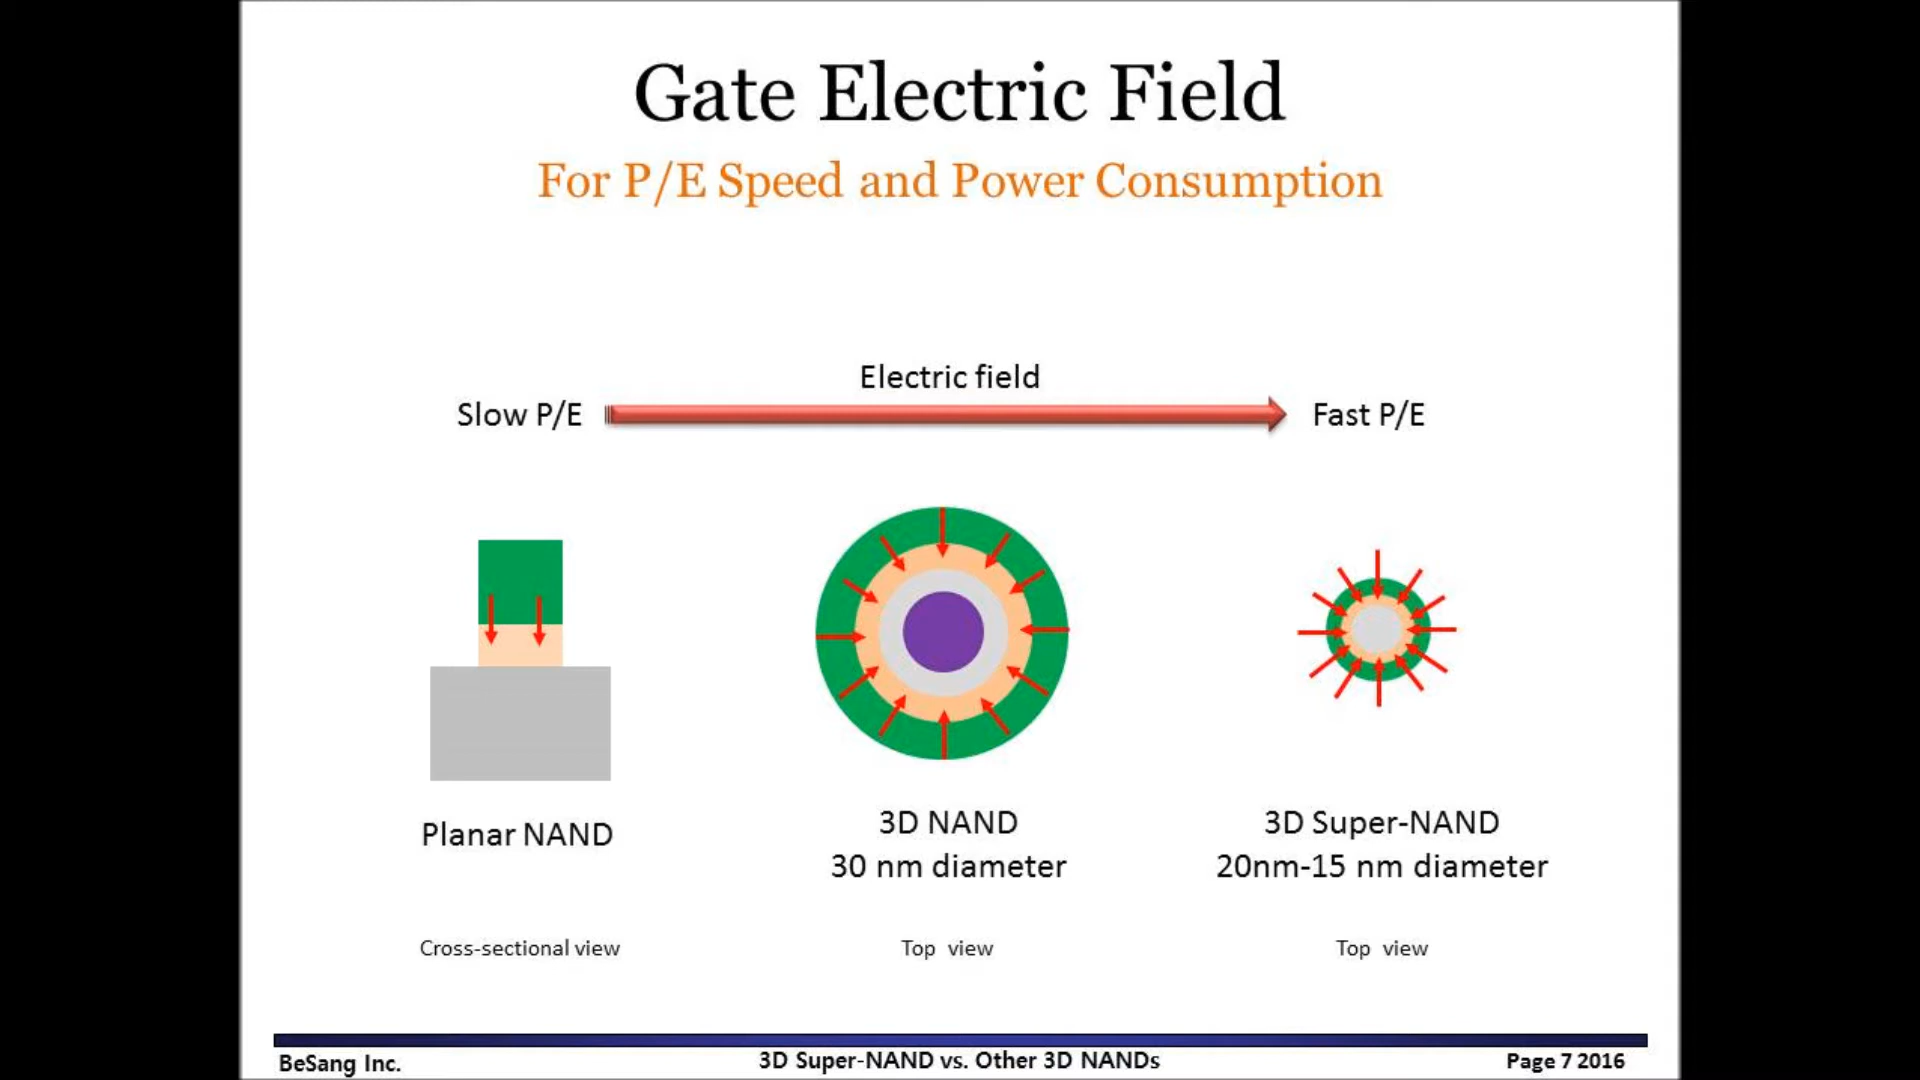 Gate Electric Field
For P/E Speed and Power Consumption
Electric field
Slow P/E
Fast P/E
Planar NAND
3D NAND
30 nm diameter
3D Super-NAND
20nm-15 nm diameter
Cross-sectional view
Top view
Top view
BeSang Inc.
3D Super-NAND vs. Other 3D NANDs
Page 7 2016